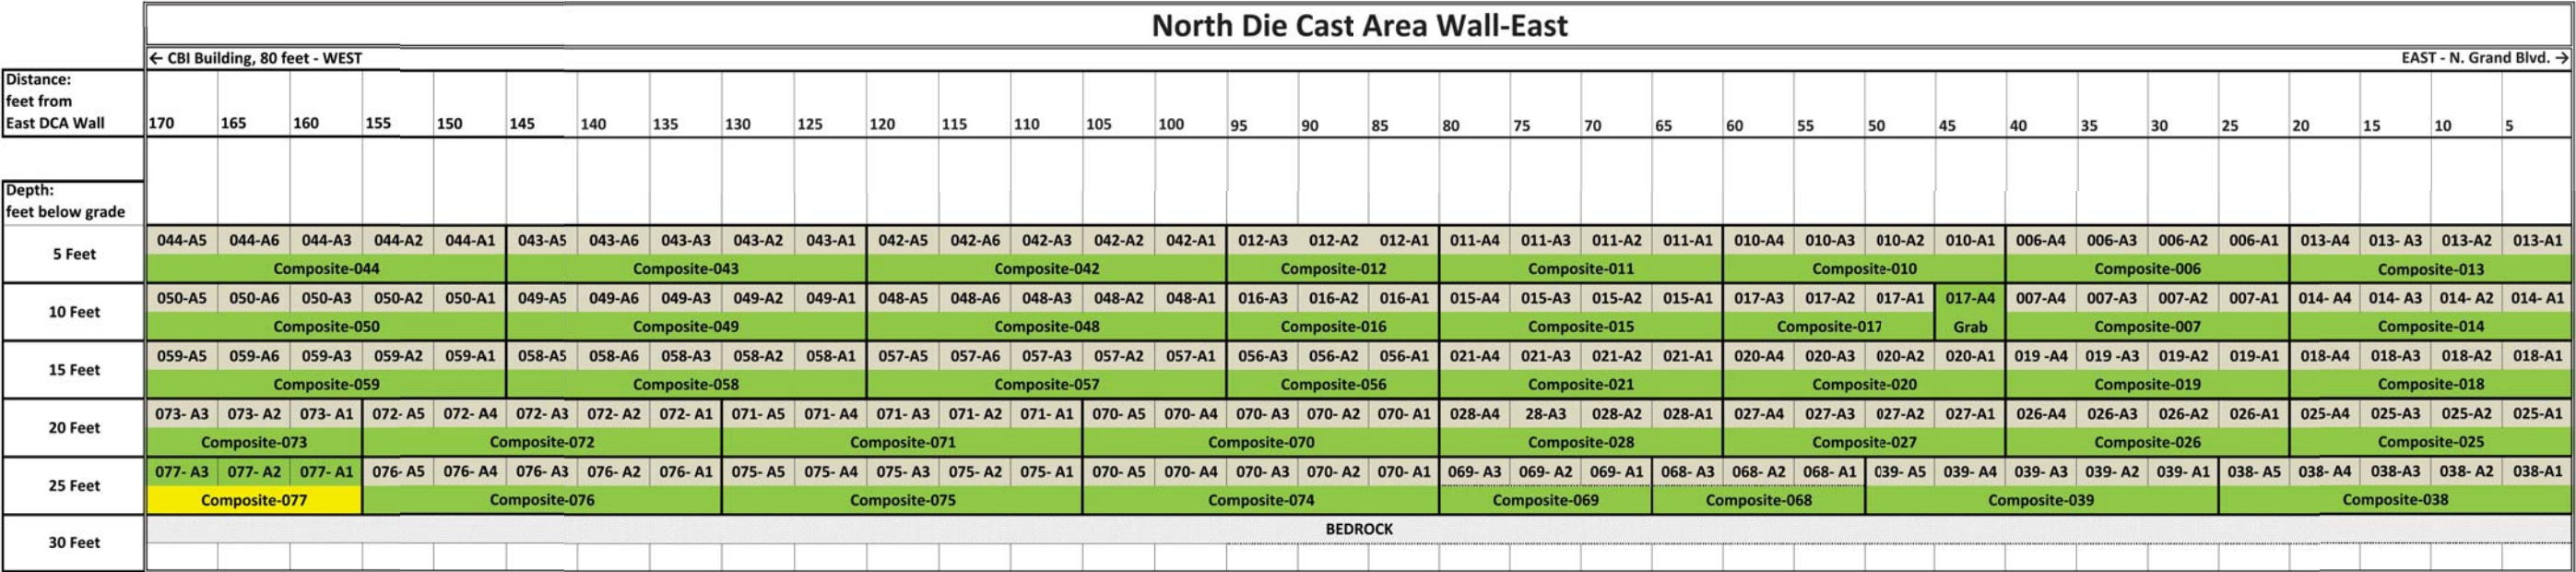 North Die Cast Area Wall-East
← CBI Building, 80 feet - WEST EAST - N. Grand Blvd. →
Distance:
feet from
East DCA Wall 170 165 160 155 150 145 140 135 130 125 120 115 110 105 100 95 90 85 80 75 70 65 60 55 50 45 40 35 30 25 20 15 10 5
Depth:
feet below grade
5 Feet
044-A5 044-A6 044-A3 044-A2 044-A1 043-A5 043-A6 043-A3 043-A2 043-A1 042-A5 042-A6 042-A3 042-A2 042-A1 012-A3 012-A2 012-A1 011-A4 011-A3 011-A2 011-A1 010-A4 010-A3 010-A2 010-A1 006-A4 006-A3 006-A2 006-A1 013-A4 013- A3 013-A2 013-A1
Composite-044 Composite-043 Composite-042 Composite-012 Composite-011 Composite-010 Composite-006 Composite-013
10 Feet
050-A5 050-A6 050-A3 050-A2 050-A1 049-A5 049-A6 049-A3 049-A2 049-A1 048-A5 048-A6 048-A3 048-A2 048-A1 016-A3 016-A2 016-A1 015-A4 015-A3 015-A2 015-A1 017-A3 017-A2 017-A1 017-A4 007-A4 007-A3 007-A2 007-A1 014- A4 014- A3 014- A2 014- A1
Composite-050 Composite-049 Composite-048 Composite-016 Composite-015 Composite-017 Grab Composite-007 Composite-014
15 Feet
059-A5 059-A6 059-A3 059-A2 059-A1 058-A5 058-A6 058-A3 058-A2 058-A1 057-A5 057-A6 057-A3 057-A2 057-A1 056-A3 056-A2 056-A1 021-A4 021-A3 021-A2 021-A1 020-A4 020-A3 020-A2 020-A1 019 -A4 019 -A3 019-A2 019-A1 018-A4 018-A3 018-A2 018-A1
Composite-059 Composite-058 Composite-057 Composite-056 Composite-021 Composite-020 Composite-019 Composite-018
20 Feet
073- A3 073- A2 073- A1 072- A5 072- A4 072- A3 072- A2 072- A1 071- A5 071- A4 071- A3 071- A2 071- A1 070- A5 070- A4 070- A3 070- A2 070- A1 028-A4 28-A3 028-A2 028-A1 027-A4 027-A3 027-A2 027-A1 026-A4 026-A3 026-A2 026-A1 025-A4 025-A3 025-A2 025-A1
Composite-073 Composite-072 Composite-071 Composite-070 Composite-028 Composite-027 Composite-026 Composite-025
25 Feet
077- A3 077- A2 077- A1 076- A5 076- A4 076- A3 076- A2 076- A1 075- A5 075- A4 075- A3 075- A2 075- A1 070- A5 070- A4 070- A3 070- A2 070- A1 069- A3 069- A2 069- A1 068- A3 068- A2 068- A1 039- A5 039- A4 039- A3 039- A2 039- A1 038- A5 038- A4 038-A3 038- A2 038-A1
Composite-077 Composite-076 Composite-075 Composite-074 Composite-069 Composite-068 Composite-039 Composite-038
30 Feet
BEDROCK